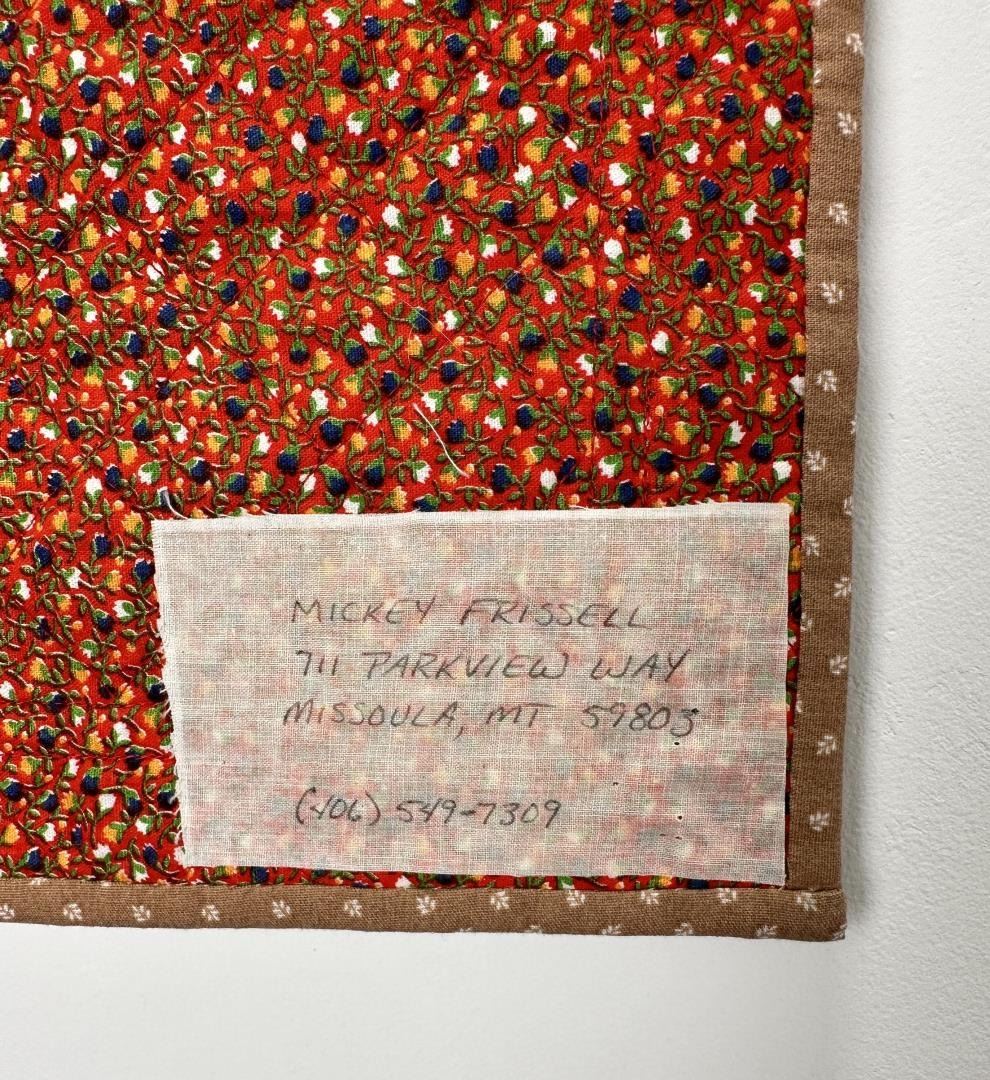 MICKEY FRISSELL
711 PARKVIEW WAY
MISSOULA, MT 59803
(406) 549-7309